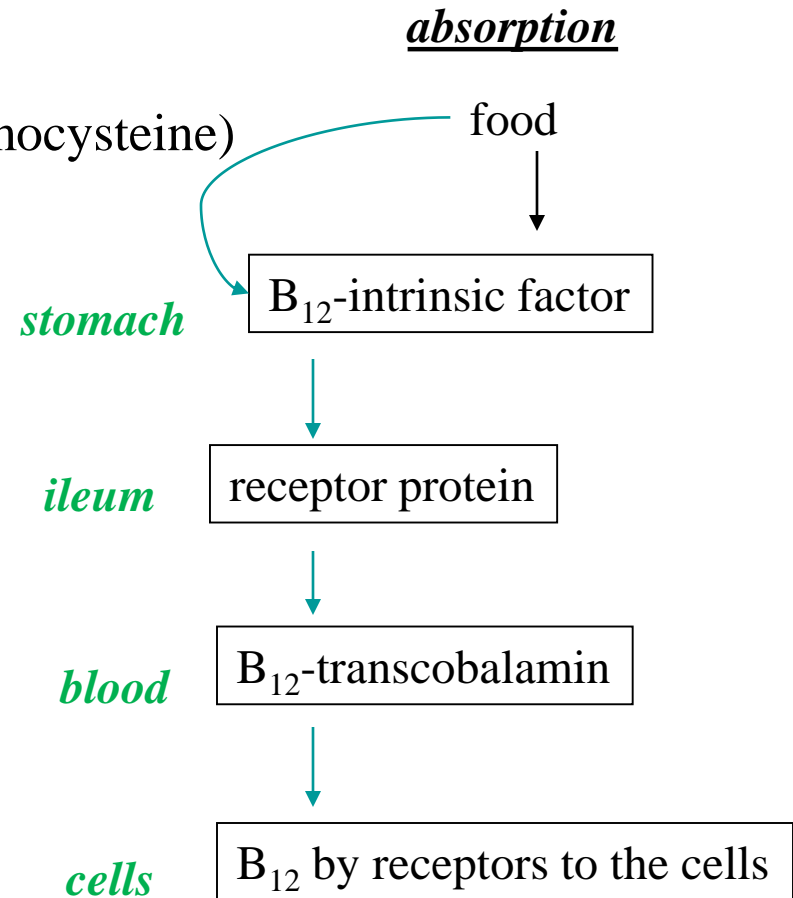 absorption
nocysteine)
food
B₁₂-intrinsic factor
stomach
receptor protein
ileum
B₁₂-transcobalamin
blood
B₁₂ by receptors to the cells
cells